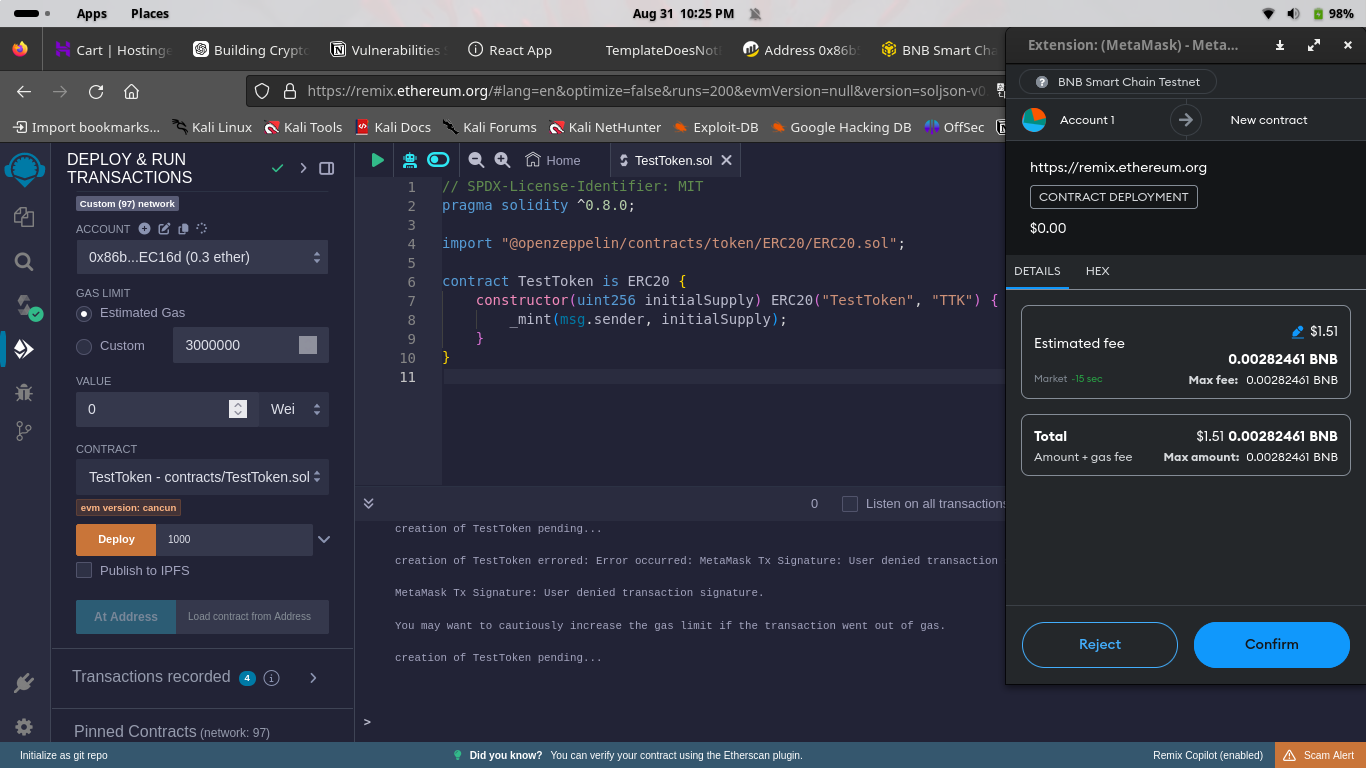 Apps Places Aug 31 10:25 PM 98%
Cart | Hostinge Building Crypto Vulnerabilities React App TemplateDoesNot Address 0x86b BNB Smart Cha
Extension: (MetaMask) - Meta...
https://remix.ethereum.org/#lang=en&optimize=false&runs=200&evmVersion=null&version=soljson-v0
Import bookmarks... Kali Linux Kali Tools Kali Docs Kali Forums Kali NetHunter Exploit-DB Google Hacking DB OffSec
DEPLOY & RUN
TRANSACTIONS
Custom (97) network
ACCOUNT
0x86b...EC16d (0.3 ether)
GAS LIMIT
Estimated Gas
Custom 3000000
VALUE
0 Wei
CONTRACT
TestToken - contracts/TestToken.sol
evm version: cancun
Deploy 1000
Publish to IPFS
At Address Load contract from Address
Transactions recorded 4 i
Pinned Contracts (network: 97)
Home TestToken.sol
1 // SPDX-License-Identifier: MIT
2 pragma solidity ^0.8.0;
3
4 import "@openzeppelin/contracts/token/ERC20/ERC20.sol";
5
6 contract TestToken is ERC20 {
7 constructor(uint256 initialSupply) ERC20("TestToken", "TTK") {
8 _mint(msg.sender, initialSupply);
9 }
10 }
11
0 Listen on all transactions
creation of TestToken pending...
creation of TestToken errored: Error occurred: MetaMask Tx Signature: User denied transaction
MetaMask Tx Signature: User denied transaction signature.
You may want to cautiously increase the gas limit if the transaction went out of gas.
creation of TestToken pending...
>
BNB Smart Chain Testnet
Account 1 New contract
https://remix.ethereum.org
CONTRACT DEPLOYMENT
$0.00
DETAILS HEX
$1.51
Estimated fee
0.00282461 BNB
Market -15 sec Max fee: 0.00282461 BNB
Total $1.51 0.00282461 BNB
Amount + gas fee Max amount: 0.00282461 BNB
Reject Confirm
Initialize as git repo Did you know? You can verify your contract using the Etherscan plugin. Remix Copilot (enabled) Scam Alert